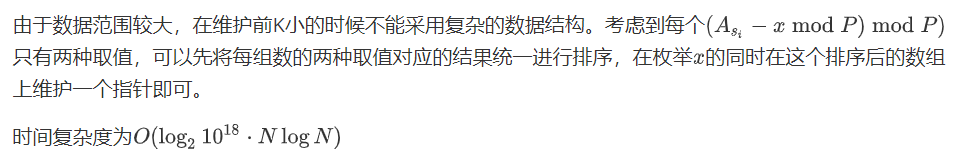 由于数据范围较大，在维护前K小的时候不能采用复杂的数据结构。考虑到每个$(A_{s_i} - x \bmod P) \bmod P)$
只有两种取值，可以先将每组数的两种取值对应的结果统一进行排序，在枚举$x$的同时在这个排序后的数组
上维护一个指针即可。
时间复杂度为$O(\log_2 10^{18} \cdot N \log N)$